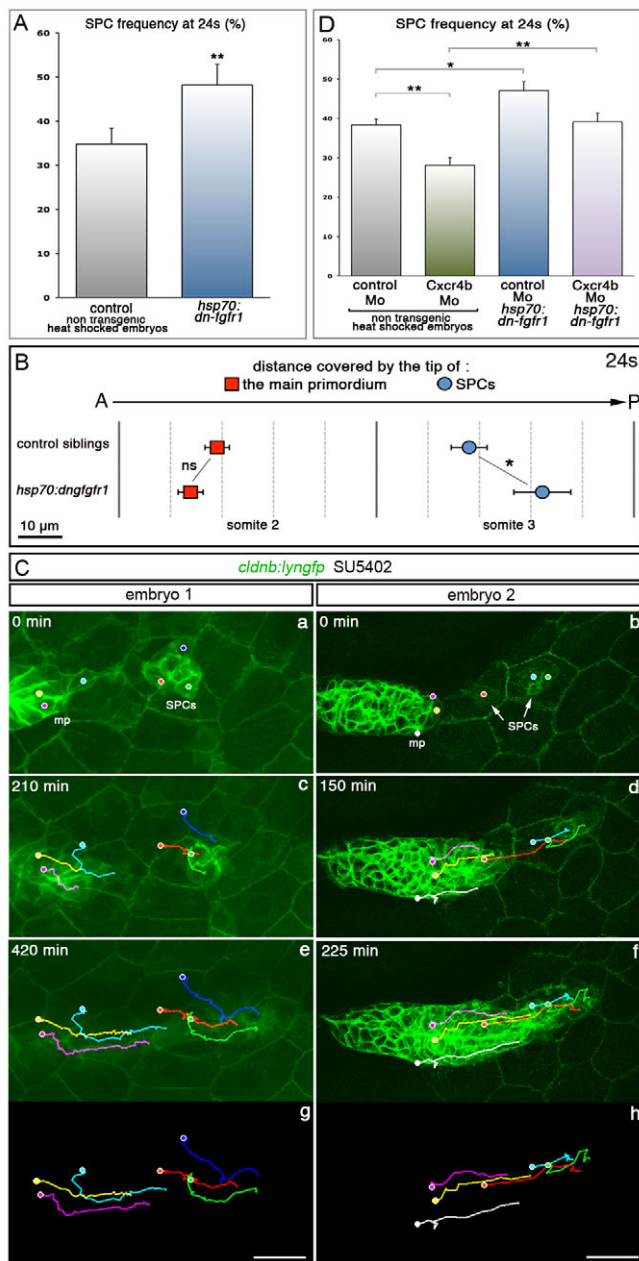 A
SPC frequency at 24s (%)
60
50
40
30
20
10
0
**
control
non transgenic
heat shocked embryos
hsp70:
dn-fgfr1
D
SPC frequency at 24s (%)
60
50
40
30
20
10
0
**
*
**
control
Mo
Cxcr4b
Mo
non transgenic
heat shocked embryos
control
Mo
hsp70:
dn-fgfr1
Cxcr4b
Mo
hsp70:
dn-fgfr1
B
24s
distance covered by the tip of :
the main primordium
SPCs
A
P
control siblings
ns
*
hsp70:dngfgfr1
10 µm
somite 2
somite 3
C
cldnb:lyngfp SU5402
embryo 1
embryo 2
0 min
a
SPCs
mp
0 min
b
SPCs
mp
210 min
c
150 min
d
420 min
e
225 min
f
g
h